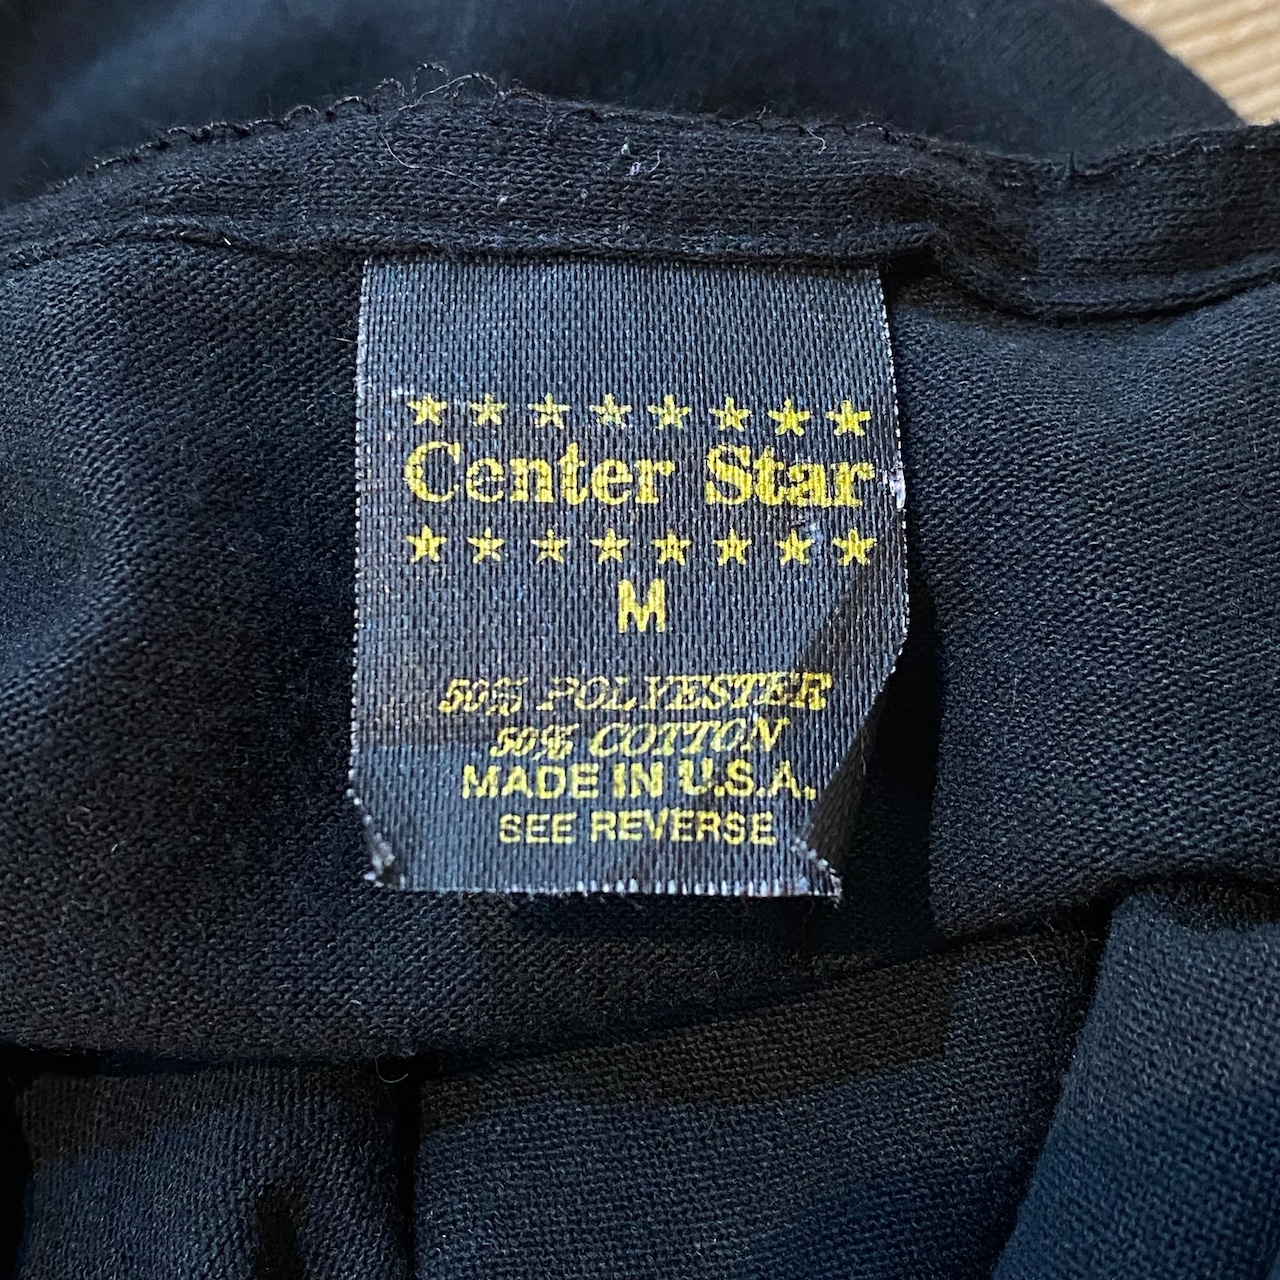 Center Star
M
50% POLYESTER
50% COTTON
MADE IN U.S.A.
SEE REVERSE